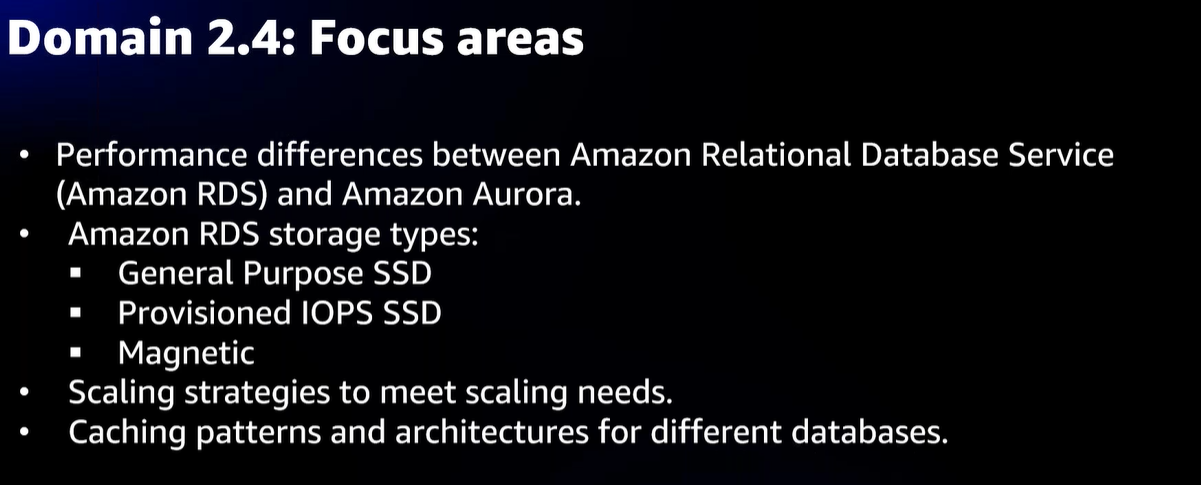 Domain 2.4: Focus areas
• Performance differences between Amazon Relational Database Service
(Amazon RDS) and Amazon Aurora.
• Amazon RDS storage types:
▪ General Purpose SSD
▪ Provisioned IOPS SSD
▪ Magnetic
• Scaling strategies to meet scaling needs.
• Caching patterns and architectures for different databases.